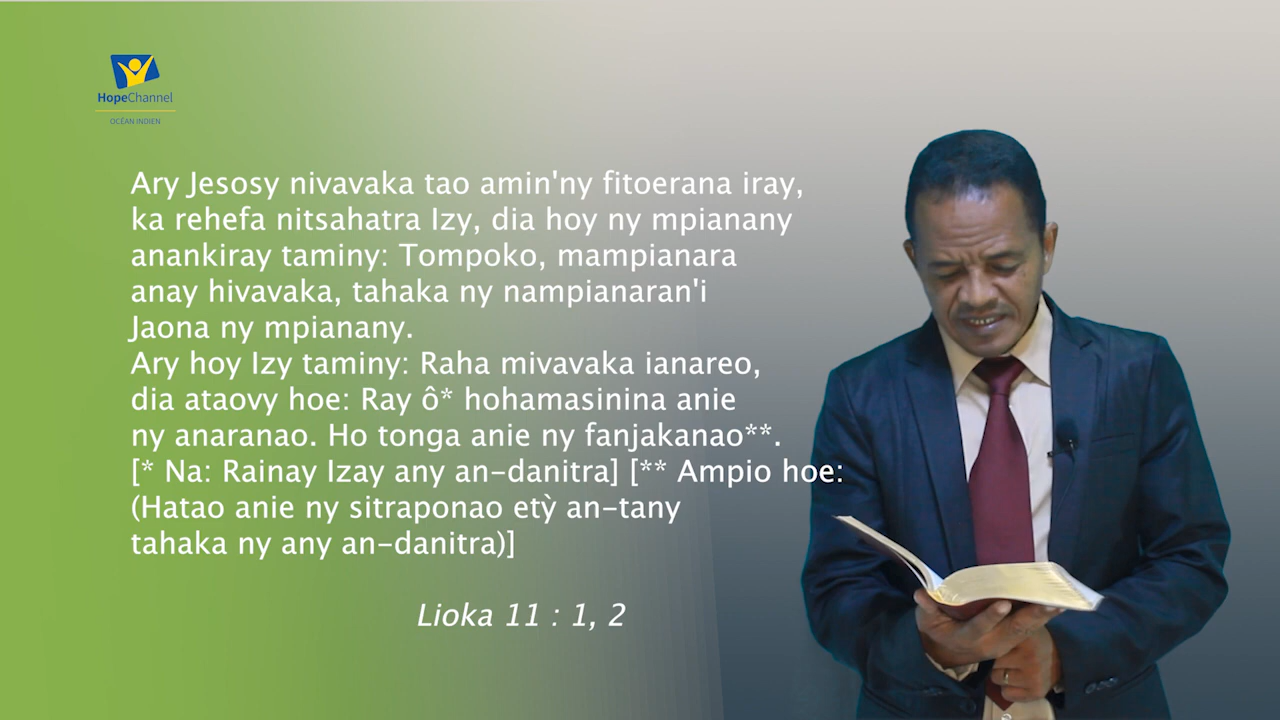 HopeChannel
OCÉAN INDIEN
Ary Jesosy nivavaka tao amin'ny fitoerana iray,
ka rehefa nitsahatra Izy, dia hoy ny mpianany
anankiray taminy: Tompoko, mampianara
anay hivavaka, tahaka ny nampianaran'i
Jaona ny mpianany.
Ary hoy Izy taminy: Raha mivavaka ianareo,
dia ataovy hoe: Ray ô* hohamasinina anie
ny anaranao. Ho tonga anie ny fanjakanao**.
[* Na: Rainay Izay any an-danitra] [** Ampio hoe:
(Hatao anie ny sitraponao etỳ an-tany
tahaka ny any an-danitra)]
Lioka 11 : 1, 2